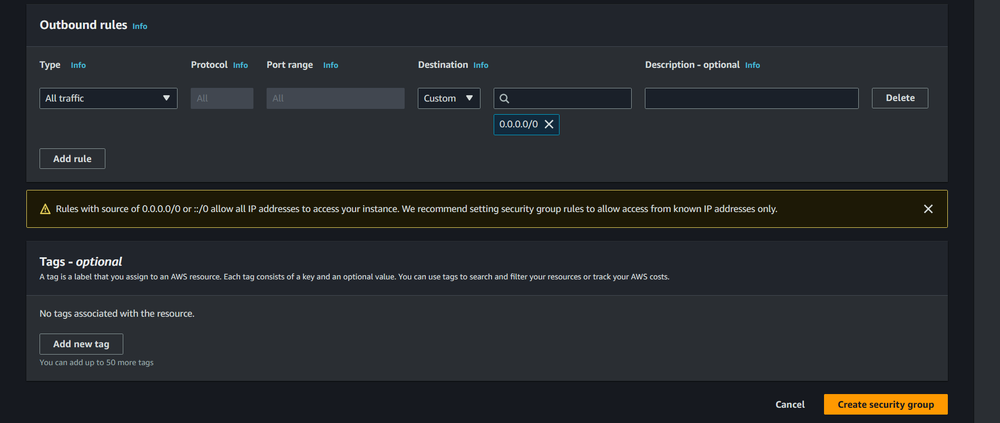 Outbound rules Info
Type Info Protocol Info Port range Info Destination Info Description - optional Info
All traffic All All Custom Delete
0.0.0.0/0
Add rule
Rules with source of 0.0.0.0/0 or ::/0 allow all IP addresses to access your instance. We recommend setting security group rules to allow access from known IP addresses only.
Tags - optional
A tag is a label that you assign to an AWS resource. Each tag consists of a key and an optional value. You can use tags to search and filter your resources or track your AWS costs.
No tags associated with the resource.
Add new tag
You can add up to 50 more tags
Cancel Create security group